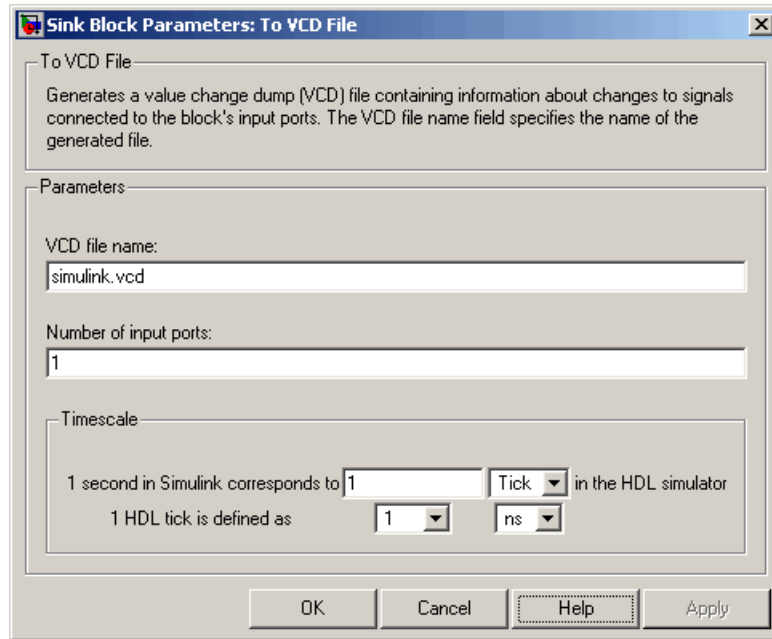 Sink Block Parameters: To VCD File
To VCD File
Generates a value change dump (VCD) file containing information about changes to signals
connected to the block's input ports. The VCD file name field specifies the name of the
generated file.
Parameters
VCD file name:
simulink.vcd
Number of input ports:
1
Timescale
1 second in Simulink corresponds to 1 Tick in the HDL simulator
1 HDL tick is defined as 1 ns
OK Cancel Help Apply